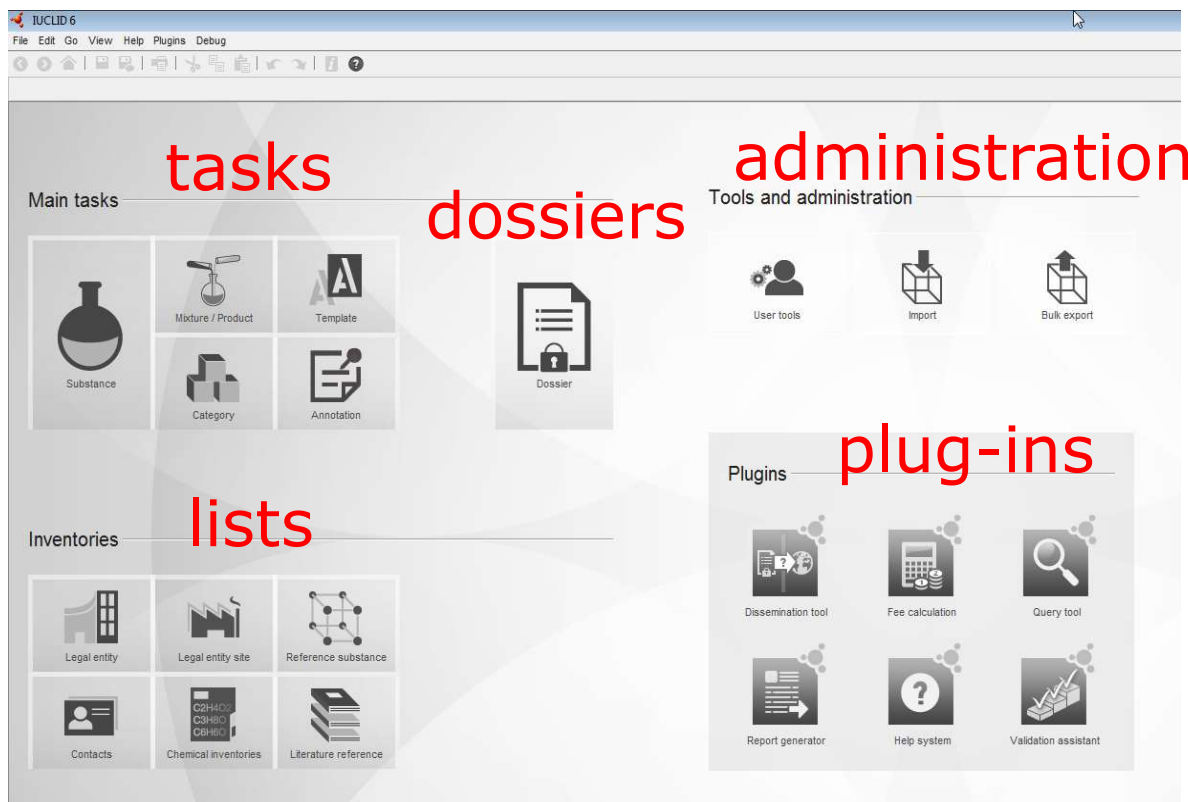 IUCLID 6
File Edit Go View Help Plugins Debug
tasks
Main tasks
dossiers
Substance
Mixture / Product
Template
Category
Annotation
Dossier
administration
Tools and administration
User tools
Import
Bulk export
lists
Inventories
Legal entity
Legal entity site
Reference substance
Contacts
C2H4O2
C3H8O
C6H6O
Chemical inventories
Literature reference
plug-ins
Plugins
Dissemination tool
Fee calculation
Query tool
Report generator
Help system
Validation assistant